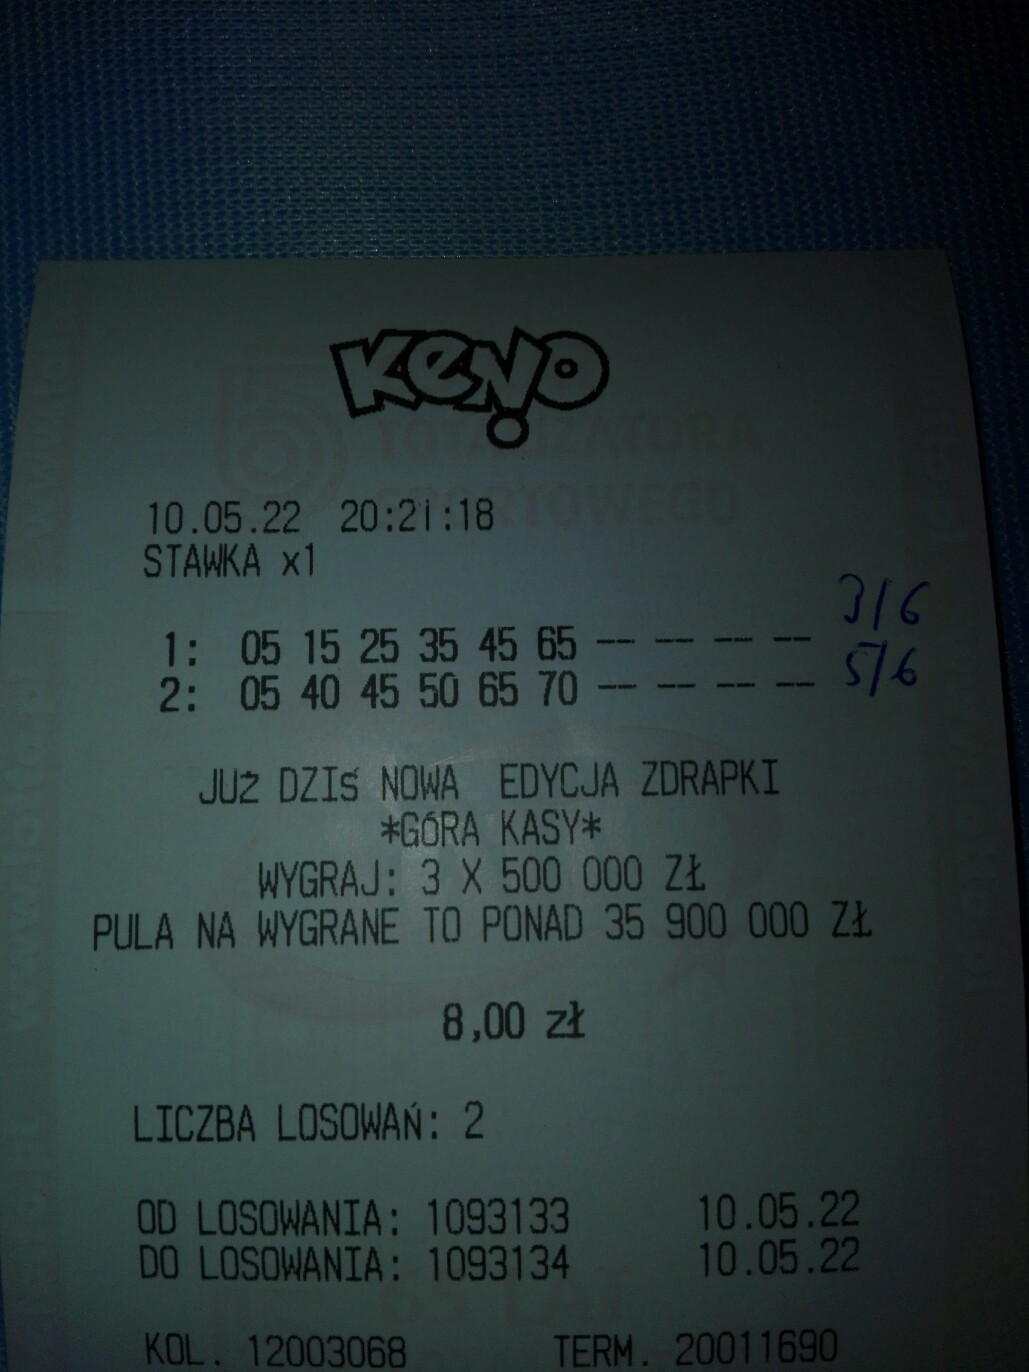 KENO
TOTALIZATORA
SPORTOWEGO
10.05.22 20:21:18
STAWKA x1
3/6
1: 05 15 25 35 45 65 -- -- -- --
5/6
2: 05 40 45 50 65 70 -- -- -- --
JUż DZIś NOWA EDYCJA ZDRAPKI
*GóRA KASY*
WYGRAJ: 3 X 500 000 ZŁ
PULA NA WYGRANE TO PONAD 35 900 000 ZŁ
8,00 zł
LICZBA LOSOWAń: 2
OD LOSOWANIA: 1093133 10.05.22
DO LOSOWANIA: 1093134 10.05.22
KOL. 12003068 TERM. 20011690